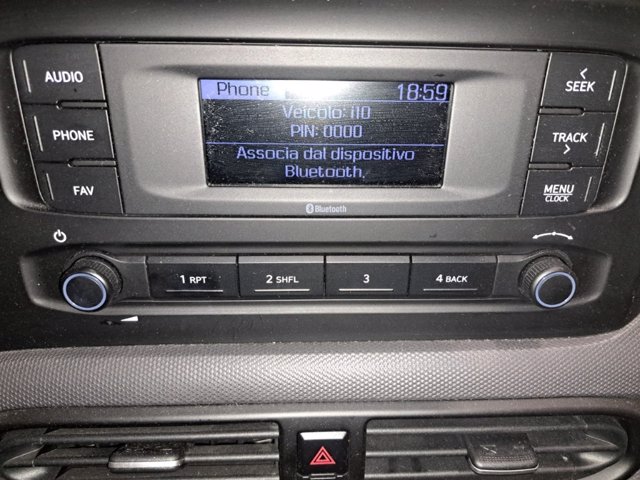 AUDIO
PHONE
FAV
Phone 18:59
Veicolo: i10
PIN: 0000
Associa dal dispositivo
Bluetooth.
Bluetooth
SEEK
TRACK
MENU
CLOCK
1 RPT
2 SHFL
3
4 BACK